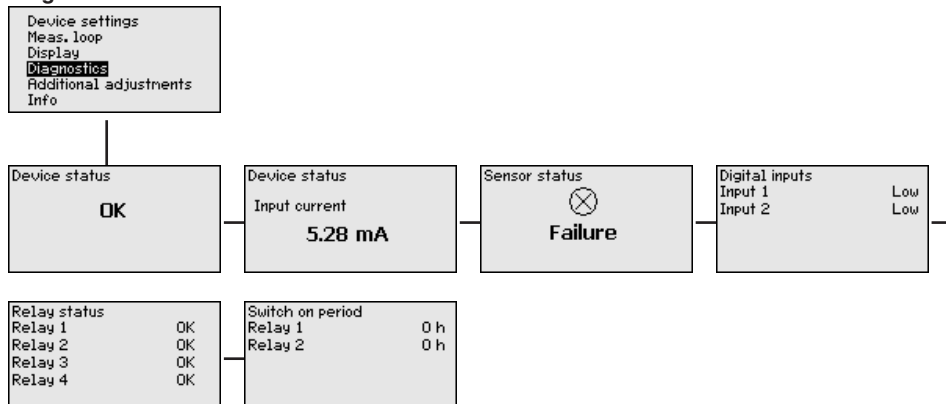 Device settings
Meas. loop
Display
Diagnostics
Additional adjustments
Info
Device status
OK
Device status
Input current
5.28 mA
Sensor status
Failure
Digital inputs
Input 1 Low
Input 2 Low
Relay status
Relay 1 OK
Relay 2 OK
Relay 3 OK
Relay 4 OK
Switch on period
Relay 1 0 h
Relay 2 0 h